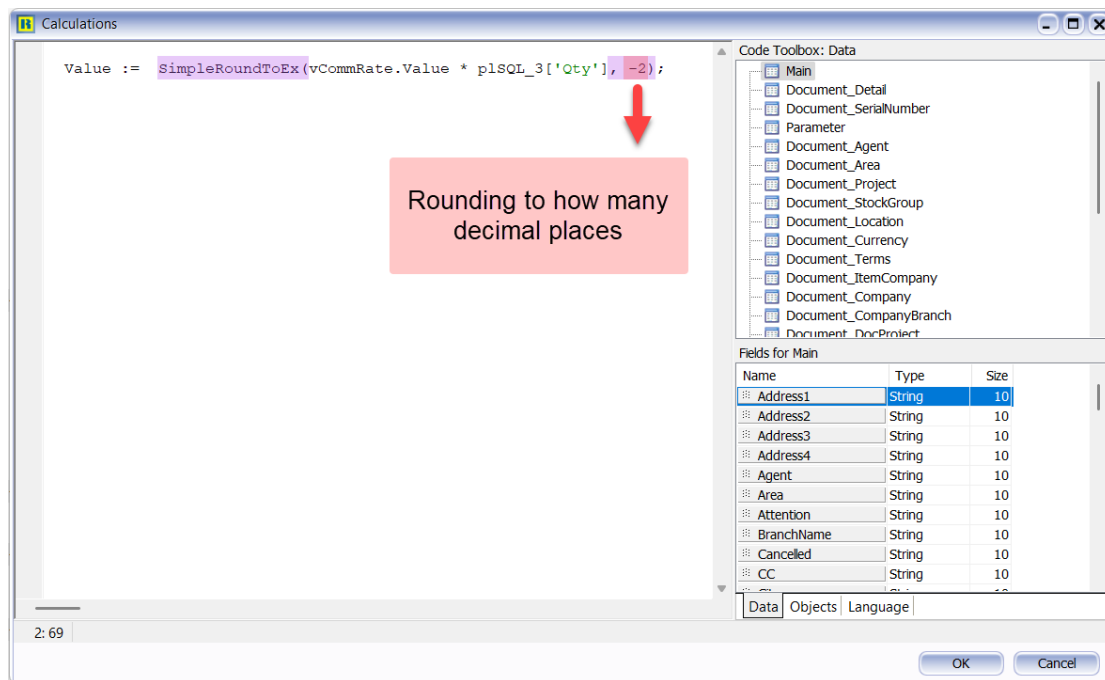 Calculations
Value := SimpleRoundToEx(vCommRate.Value * plSQL_3['Qty'], -2);
Rounding to how many
decimal places
Code Toolbox: Data
Main
Document_Detail
Document_SerialNumber
Parameter
Document_Agent
Document_Area
Document_Project
Document_StockGroup
Document_Location
Document_Currency
Document_Terms
Document_ItemCompany
Document_Company
Document_CompanyBranch
Document_DocProject
Fields for Main
Name Type Size
Address1 String 10
Address2 String 10
Address3 String 10
Address4 String 10
Agent String 10
Area String 10
Attention String 10
BranchName String 10
Cancelled String 10
CC String 10
Data Objects Language
2: 69
OK Cancel